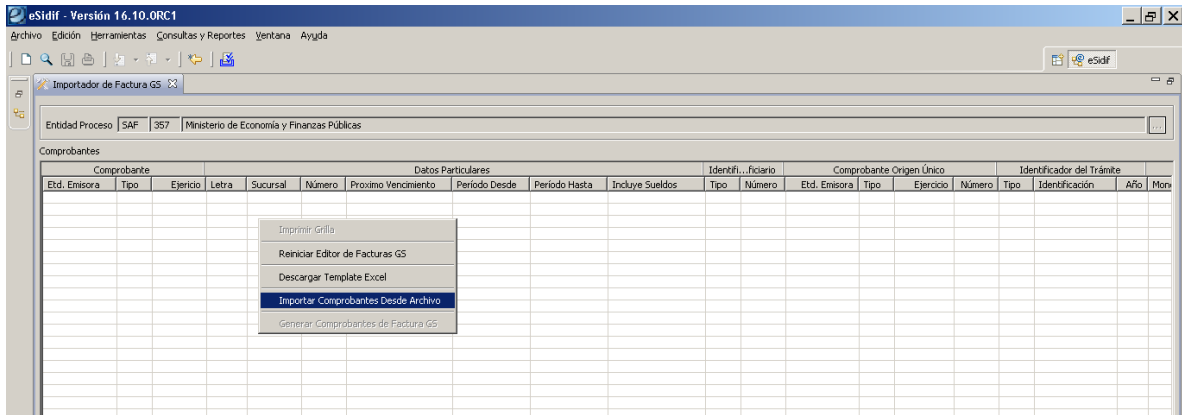 eSidif - Versión 16.10.0RC1
Archivo Edición Herramientas Consultas y Reportes Ventana Ayuda
eSidif
Importador de Factura GS
Entidad Proceso SAF 357 Ministerio de Economía y Finanzas Públicas ...
Comprobantes
Comprobante Datos Particulares Identifi...ficiario Comprobante Origen Único Identificador del Trámite
Etd. Emisora Tipo Ejericio Letra Sucursal Número Proximo Vencimiento Período Desde Período Hasta Incluye Sueldos Tipo Número Etd. Emisora Tipo Ejercicio Número Tipo Identificación Año Mon
Imprimir Grilla
Reiniciar Editor de Facturas GS
Descargar Template Excel
Importar Comprobantes Desde Archivo
Generar Comprobantes de Factura GS